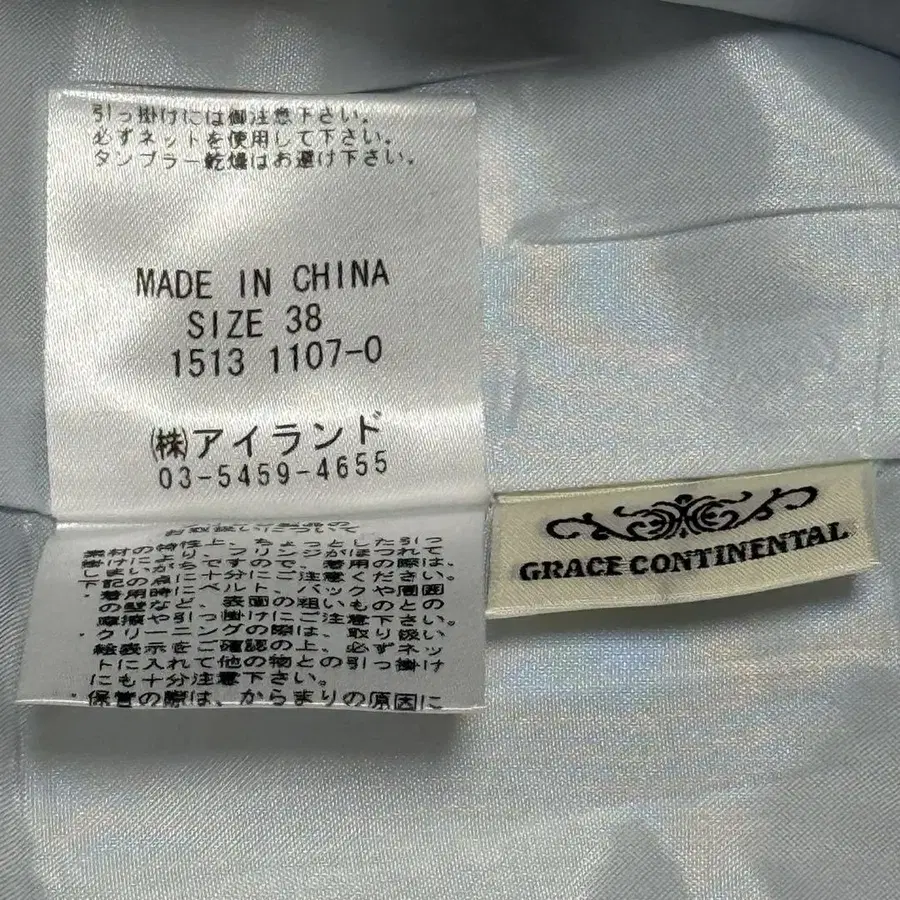 引っ掛けには御注意下さい。
必ずネットを使用して下さい。
タンブラー乾燥はお避け下さい。
MADE IN CHINA
SIZE 38
1513 1107-0
㈱アイランド
03-5459-4655
お取扱いについて
素材の特性上、ちょっとした引っ
掛けにより、フリンジがほつれて
しまいがちですので、着用の際は、
下記の点に十分にご注意ください。
・着用時にベルト、バックや周囲
の壁など、表面の粗いものとの
摩擦や引っ掛けにご注意下さい。
・クリーニングの際は、取り扱い
絵表示をご確認の上、必ずネッ
トに入れて他の物との引っ掛け
にも十分注意下さい。
・保管の際は、からまりの原因に
GRACE CONTINENTAL